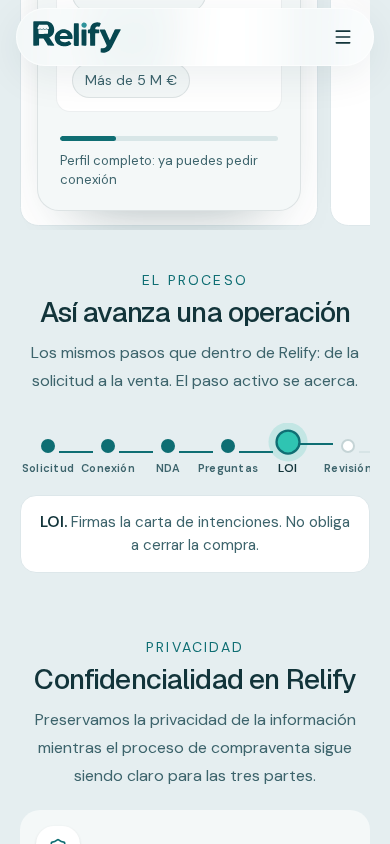 Relify
Más de 5 M €
Perfil completo: ya puedes pedir
conexión
EL PROCESO
Así avanza una operación
Los mismos pasos que dentro de Relify: de la
solicitud a la venta. El paso activo se acerca.
Solicitud Conexión NDA Preguntas LOI Revisión
LOI. Firmas la carta de intenciones. No obliga
a cerrar la compra.
PRIVACIDAD
Confidencialidad en Relify
Preservamos la privacidad de la información
mientras el proceso de compraventa sigue
siendo claro para las tres partes.